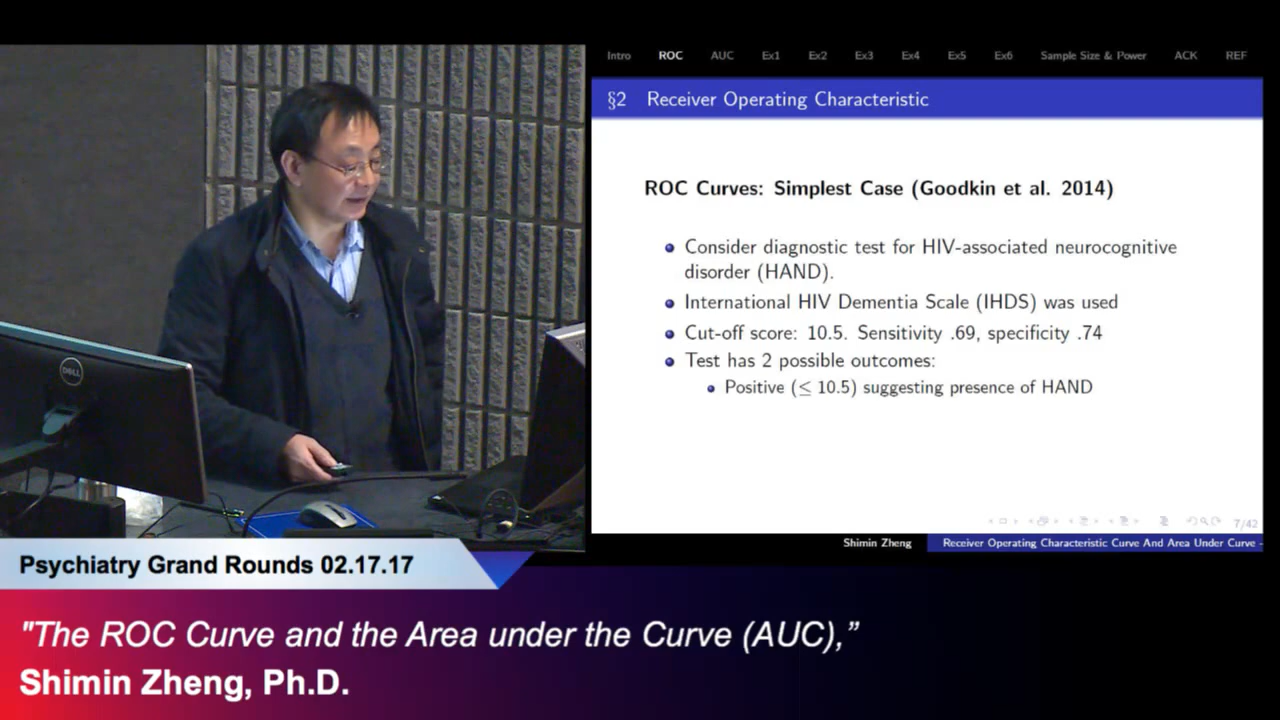 Intro ROC AUC Ex1 Ex2 Ex3 Ex4 Ex5 Ex6 Sample Size & Power ACK REF
§2 Receiver Operating Characteristic
ROC Curves: Simplest Case (Goodkin et al. 2014)
Consider diagnostic test for HIV-associated neurocognitive
disorder (HAND).
International HIV Dementia Scale (IHDS) was used
Cut-off score: 10.5. Sensitivity .69, specificity .74
Test has 2 possible outcomes:
Positive (≤ 10.5) suggesting presence of HAND
7/42
Shimin Zheng Receiver Operating Characteristic Curve And Area Under Curve -
DELL
Psychiatry Grand Rounds 02.17.17
"The ROC Curve and the Area under the Curve (AUC),”
Shimin Zheng, Ph.D.